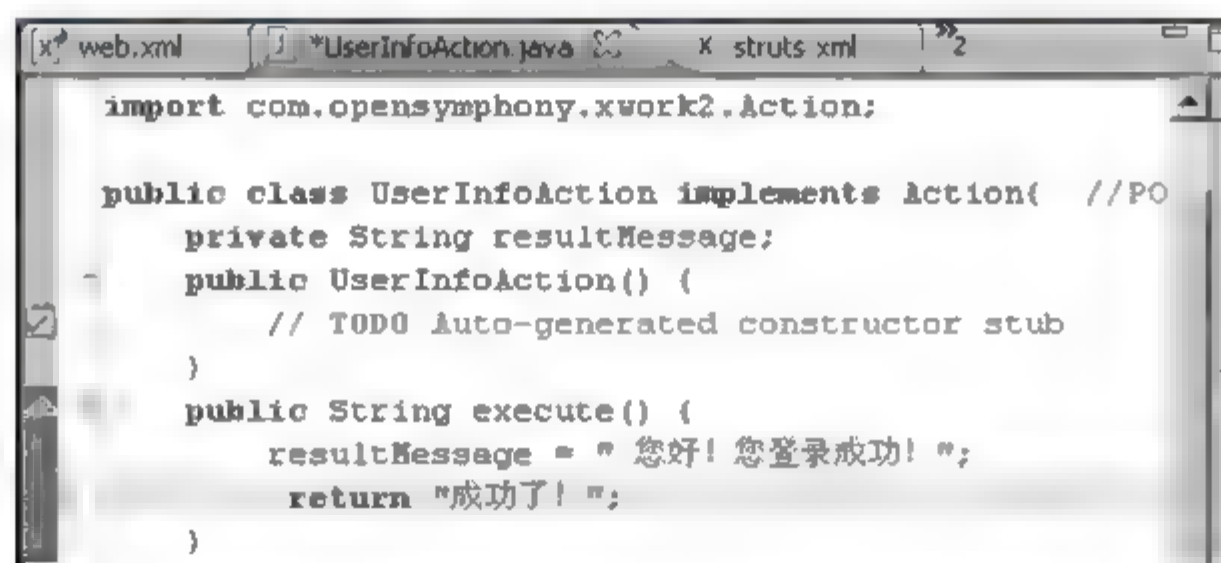 web.xml *UserInfoAction.java x struts.xml »2
import com.opensymphony.xwork2.Action;
public class UserInfoAction implements Action{ //PO
private String resultMessage;
public UserInfoAction() {
// TODO Auto-generated constructor stub
}
public String execute() {
resultMessage = " 您好! 您登录成功! ";
return "成功了! ";
}